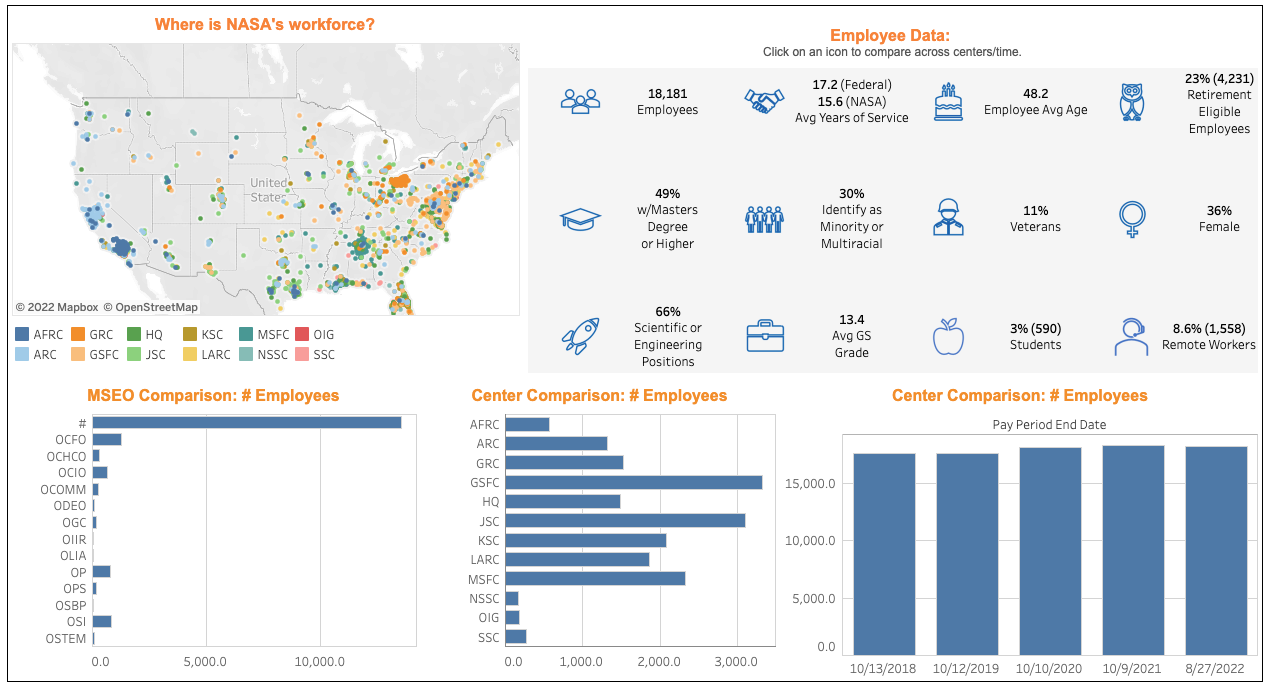 Where is NASA's workforce?
United
State
© 2022 Mapbox © OpenStreetMap
AFRC GRC HQ KSC MSFC OIG
ARC GSFC JSC LARC NSSC SSC
Employee Data:
Click on an icon to compare across centers/time.
18,181
Employees
17.2 (Federal)
15.6 (NASA)
Avg Years of Service
48.2
Employee Avg Age
23% (4,231)
Retirement
Eligible
Employees
49%
w/Masters
Degree
or Higher
30%
Identify as
Minority or
Multiracial
11%
Veterans
36%
Female
66%
Scientific or
Engineering
Positions
13.4
Avg GS
Grade
3% (590)
Students
8.6% (1,558)
Remote Workers
MSEO Comparison: # Employees
#
OCFO
OCHCO
OCIO
OCOMM
ODEO
OGC
OIIR
OLIA
OP
OPS
OSBP
OSI
OSTEM
0.0 5,000.0 10,000.0
Center Comparison: # Employees
AFRC
ARC
GRC
GSFC
HQ
JSC
KSC
LARC
MSFC
NSSC
OIG
SSC
0.0 1,000.0 2,000.0 3,000.0
Center Comparison: # Employees
Pay Period End Date
15,000.0
10,000.0
5,000.0
0.0
10/13/2018 10/12/2019 10/10/2020 10/9/2021 8/27/2022